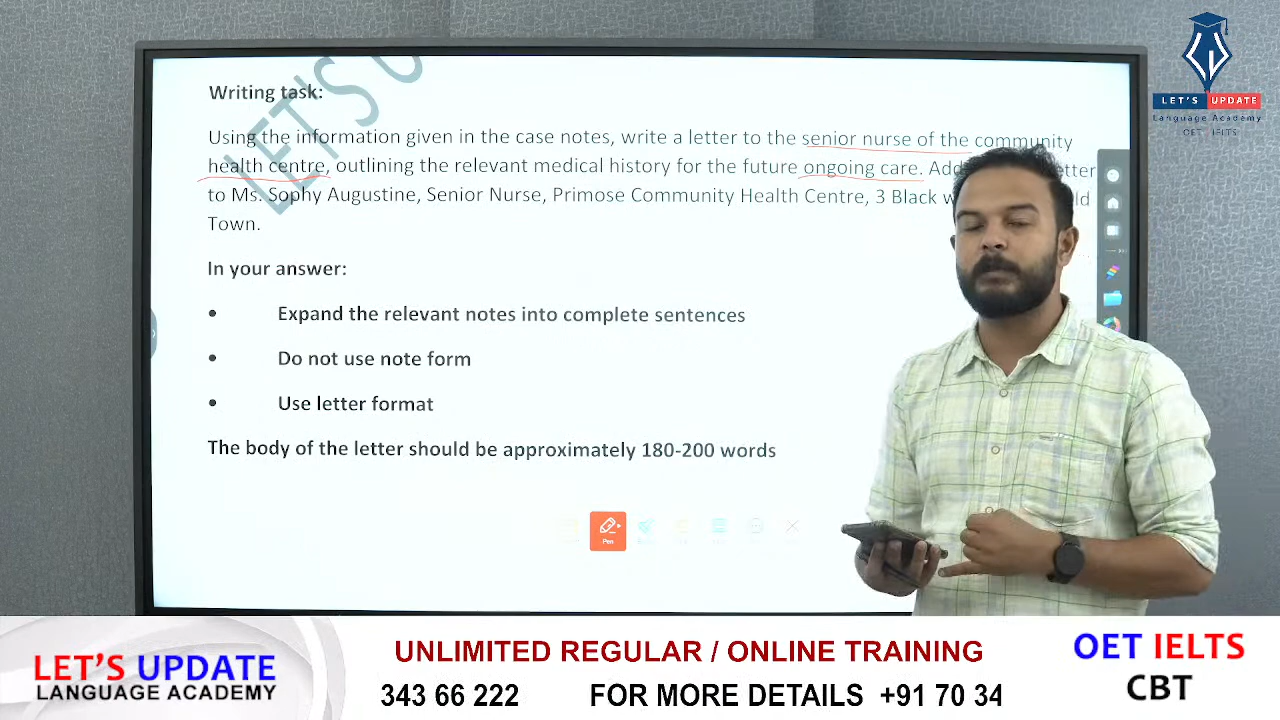 LET'S U
Writing task:
Using the information given in the case notes, write a letter to the senior nurse of the community
health centre, outlining the relevant medical history for the future ongoing care. Add etter
to Ms. Sophy Augustine, Senior Nurse, Primose Community Health Centre, 3 Black w ld
Town.
In your answer:
• Expand the relevant notes into complete sentences
• Do not use note form
• Use letter format
The body of the letter should be approximately 180-200 words
Pen
LET'S UPDATE
Language Academy
OET | IELTS
LET'S UPDATE
LANGUAGE ACADEMY
UNLIMITED REGULAR / ONLINE TRAINING
343 66 222 FOR MORE DETAILS +91 70 34
OET IELTS
CBT